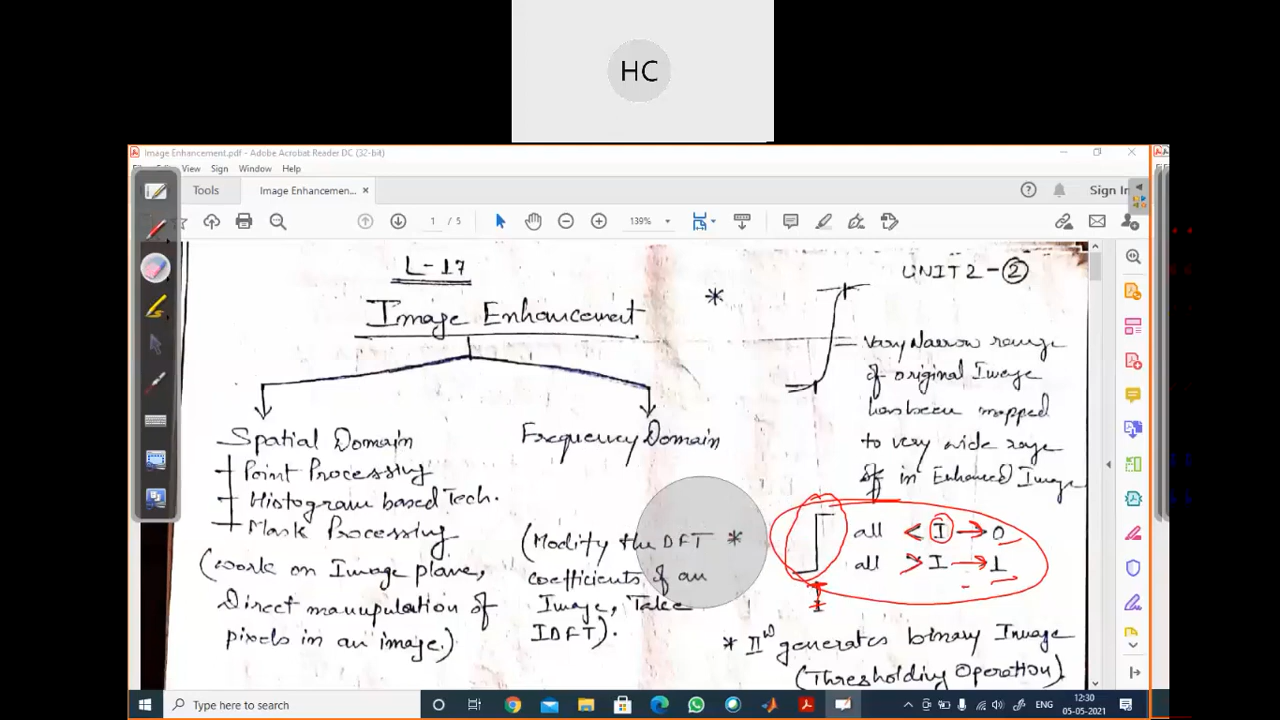 HC
Image Enhancement.pdf - Adobe Acrobat Reader DC (32-bit)
View Sign Window Help
Tools
Image Enhancemen... ×
Sign In
1 / 5
139%
L-17
UNIT 2 - 2
Image Enhancement
*
Very Narrow range
of original Image
has been mapped
to very wide rage
of in Enhanced Image
Spatial Domain
Point Processing
Histogram based Tech.
Mask Processing
(work on Image plane,
Direct manupulation of
pixels in an image.)
Frequency Domain
(Modify the DFT *
coefficients of an
Image, Take
IDFT).
all < I → 0
all > I → 1
I
* II generates binary Image
(Thresholding Operation).
Type here to search
ENG
12:30
05-05-2021